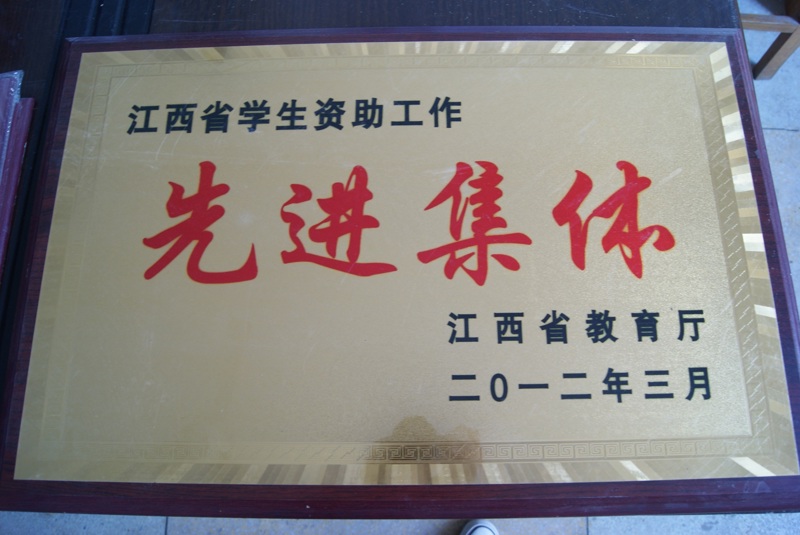 江西省学生资助工作
先进集体
江西省教育厅
二0一二年三月